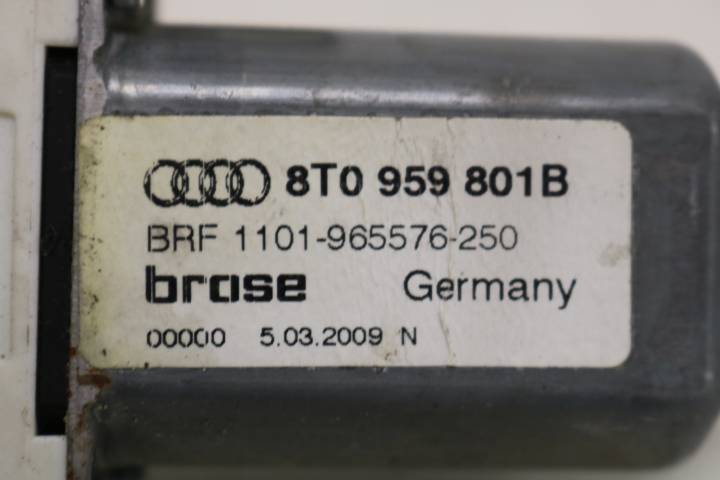 8T0 959 801B
BRF 1101-965576-250
brose Germany
00000 5.03.2009 N